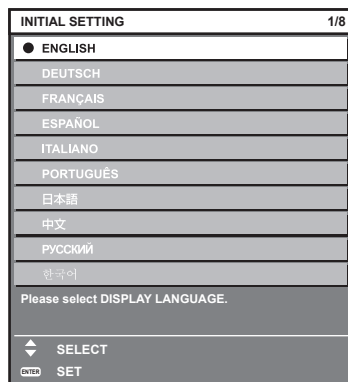 INITIAL SETTING 1/8
ENGLISH
DEUTSCH
FRANÇAIS
ESPAÑOL
ITALIANO
PORTUGUÊS
日本語
中文
РУССКИЙ
한국어
Please select DISPLAY LANGUAGE.
SELECT
ENTER SET